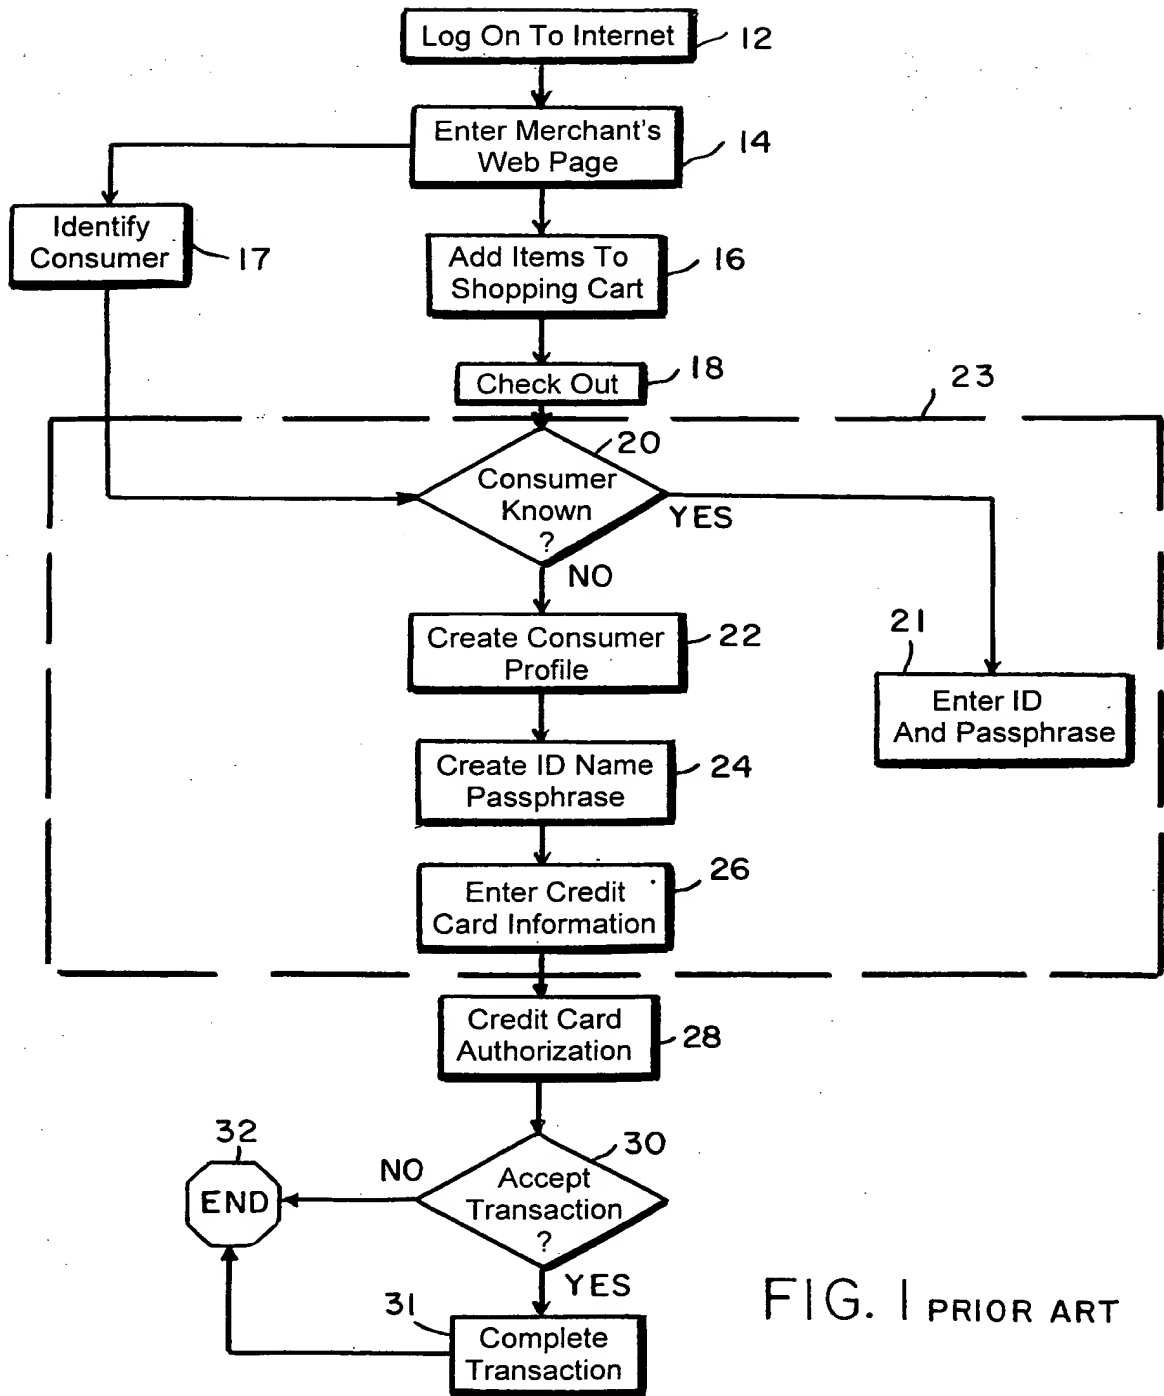 Log On To Internet
12
Enter Merchant's
Web Page
14
Identify
Consumer
17
Add Items To
Shopping Cart
16
Check Out
18
23
20
Consumer
Known
?
YES
NO
Create Consumer
Profile
22
21
Enter ID
And Passphrase
Create ID Name
Passphrase
24
Enter Credit
Card Information
26
Credit Card
Authorization
28
32
END
NO
30
Accept
Transaction
?
YES
31
Complete
Transaction
FIG. 1 PRIOR ART